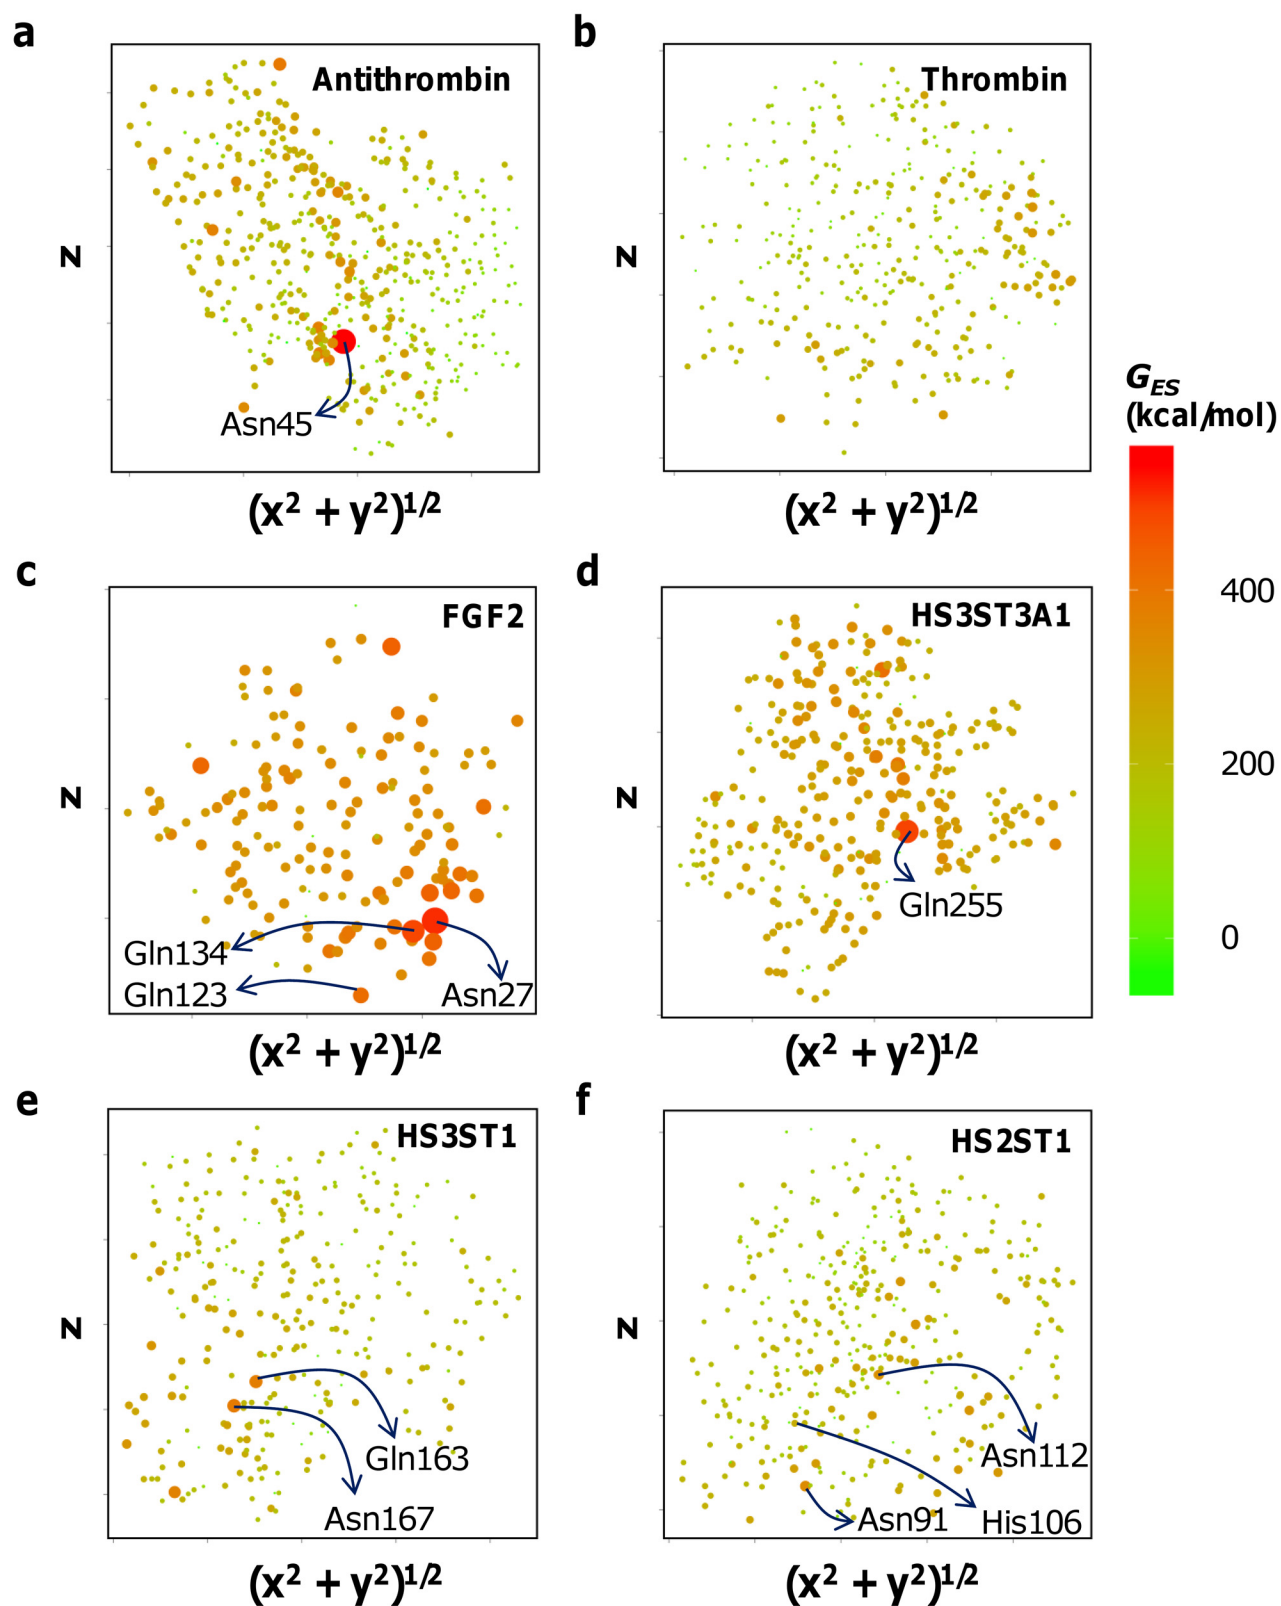 a
b
Antithrombin
Thrombin
N
N
Asn45
(x² + y²)¹/²
(x² + y²)¹/²
G_ES
(kcal/mol)
400
200
0
c
d
FGF2
HS3ST3A1
N
N
Gln134
Gln123
Asn27
Gln255
(x² + y²)¹/²
(x² + y²)¹/²
e
f
HS3ST1
HS2ST1
N
N
Gln163
Asn167
Asn112
Asn91
His106
(x² + y²)¹/²
(x² + y²)¹/²